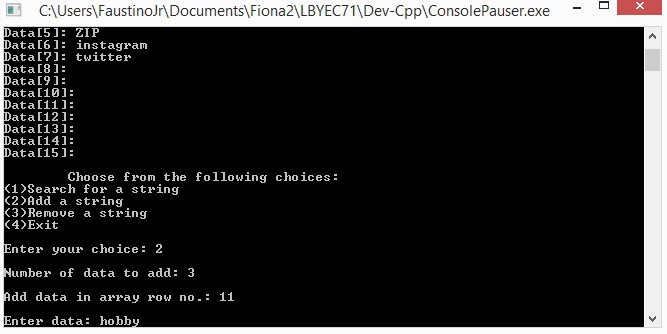 C:\Users\FaustinoJr\Documents\Fiona2\LBYEC71\Dev-Cpp\ConsolePauser.exe
Data[5]: ZIP
Data[6]: instagram
Data[7]: twitter
Data[8]:
Data[9]:
Data[10]:
Data[11]:
Data[12]:
Data[13]:
Data[14]:
Data[15]:
Choose from the following choices:
(1)Search for a string
(2)Add a string
(3)Remove a string
(4)Exit
Enter your choice: 2
Number of data to add: 3
Add data in array row no.: 11
Enter data: hobby